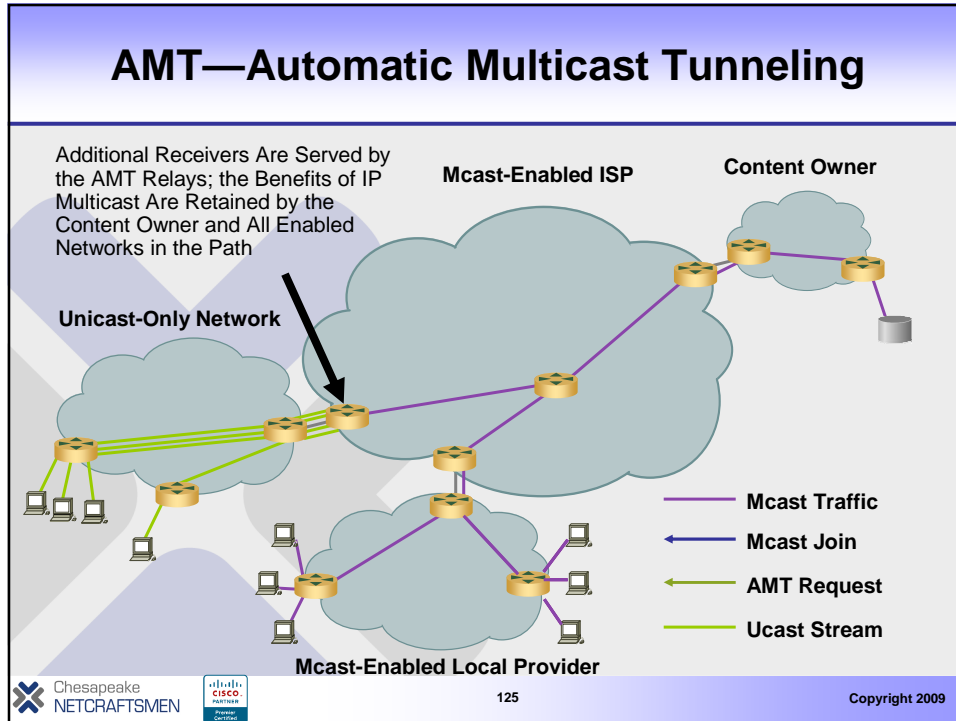 AMT—Automatic Multicast Tunneling
Additional Receivers Are Served by
the AMT Relays; the Benefits of IP
Multicast Are Retained by the
Content Owner and All Enabled
Networks in the Path
Mcast-Enabled ISP
Content Owner
Unicast-Only Network
Mcast Traffic
Mcast Join
AMT Request
Ucast Stream
Mcast-Enabled Local Provider
Chesapeake
NETCRAFTSMEN
CISCO
PARTNER
Premier
Certified
125
Copyright 2009